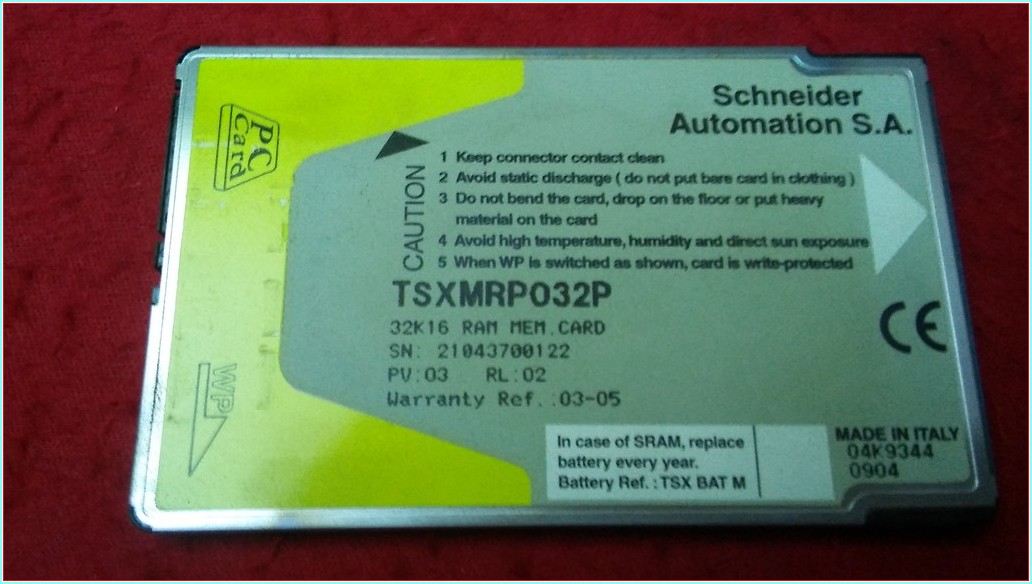 PC
Card
Schneider
Automation S.A.
CAUTION
1 Keep connector contact clean
2 Avoid static discharge ( do not put bare card in clothing )
3 Do not bend the card, drop on the floor or put heavy
material on the card
4 Avoid high temperature, humidity and direct sun exposure
5 When WP is switched as shown, card is write-protected
TSXMRP032P
32K16 RAM MEM.CARD
SN: 21043700122
PV:03 RL:02
Warranty Ref.:03-05
CE
WP
In case of SRAM, replace
battery every year.
Battery Ref. : TSX BAT M
MADE IN ITALY
04K9344
0904